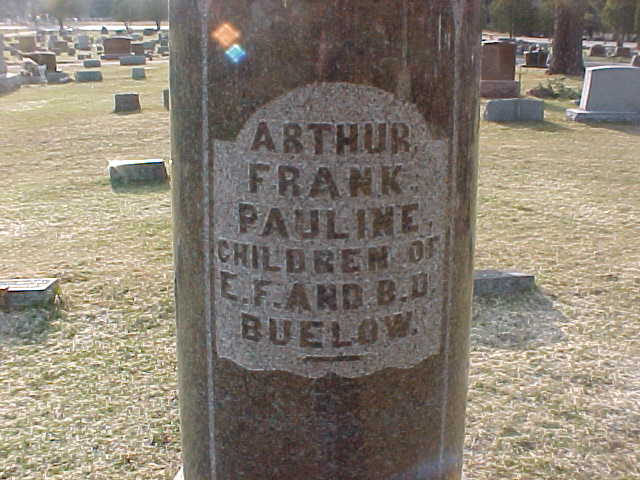 ARTHUR,
FRANK.
PAULINE,
CHILDREN OF
E.F. AND B.D.
BUELOW.